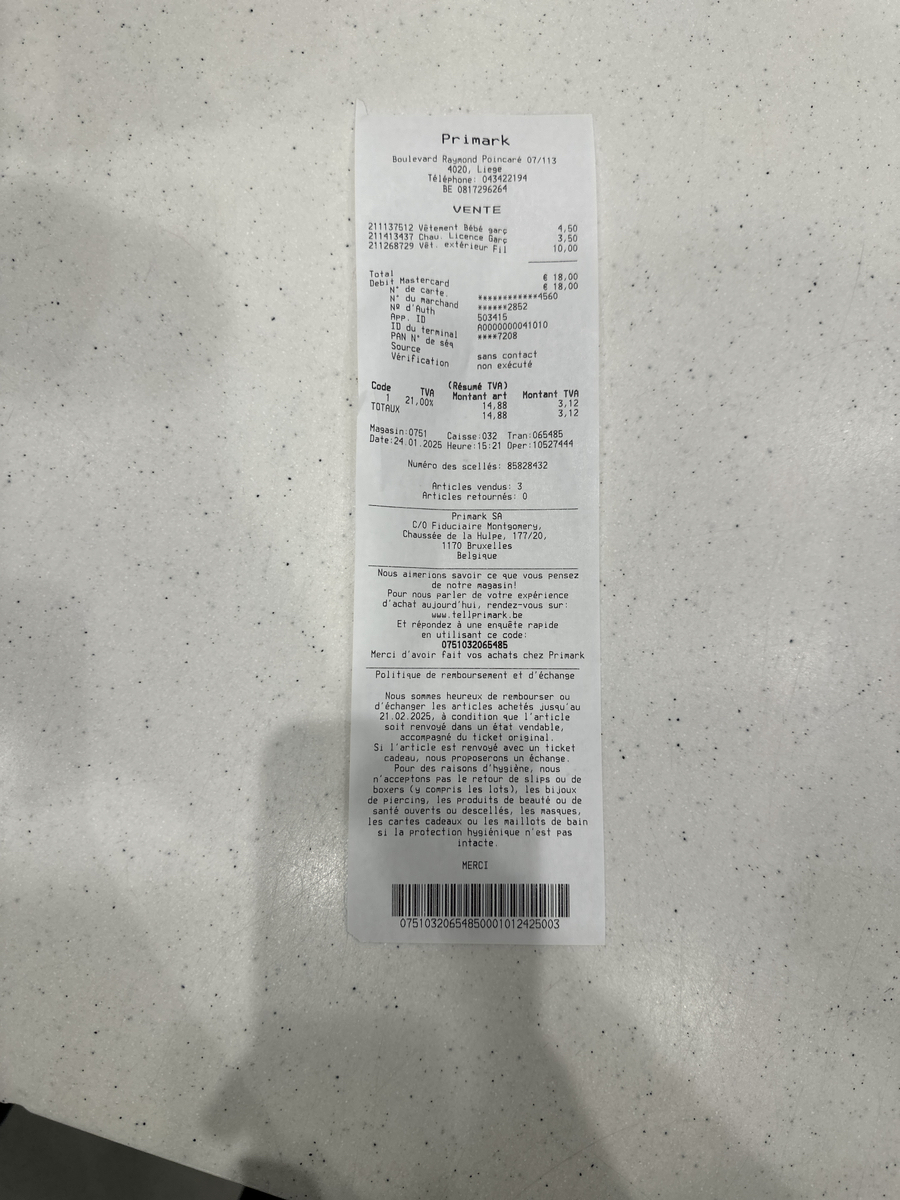 Primark
Boulevard Raymond Poincaré 07/113
4020, Liege
Téléphone: 043422194
BE 0817296264
VENTE
211137512 Vêtement Bébé garç 4,50
211413437 Chau. Licence Garç 3,50
211268729 Vêt. extérieur Fil 10,00
Total € 18,00
Debit Mastercard € 18,00
N° de carte ************4560
N° du marchand ******2852
Nº d'Auth 503415
App. ID A0000000041010
ID du terminal ****7208
PAN N° de séq
Source sans contact
Vérification non exécuté
(Résumé TVA)
Code TVA Montant art Montant TVA
1 21,00% 14,88 3,12
TOTAUX 14,88 3,12
Magasin:0751 Caisse:032 Tran:065485
Date:24.01.2025 Heure:15:21 Oper:10527444
Numéro des scellés: 85828432
Articles vendus: 3
Articles retournés: 0
Primark SA
C/O Fiduciaire Montgomery,
Chaussée de la Hulpe, 177/20,
1170 Bruxelles
Belgique
Nous aimerions savoir ce que vous pensez
de notre magasin!
Pour nous parler de votre expérience
d'achat aujourd'hui, rendez-vous sur:
www.tellprimark.be
Et répondez à une enquête rapide
en utilisant ce code:
0751032065485
Merci d'avoir fait vos achats chez Primark
Politique de remboursement et d'échange
Nous sommes heureux de rembourser ou
d'échanger les articles achetés jusqu'au
21.02.2025, à condition que l'article
soit renvoyé dans un état vendable,
accompagné du ticket original.
Si l'article est renvoyé avec un ticket
cadeau, nous proposerons un échange.
Pour des raisons d'hygiène, nous
n'acceptons pas le retour de slips ou de
boxers (y compris les lots), les bijoux
de piercing, les produits de beauté ou de
santé ouverts ou descellés, les masques,
les cartes cadeaux ou les maillots de bain
si la protection hygiénique n'est pas
intacte.
MERCI
07510320654850001012425003